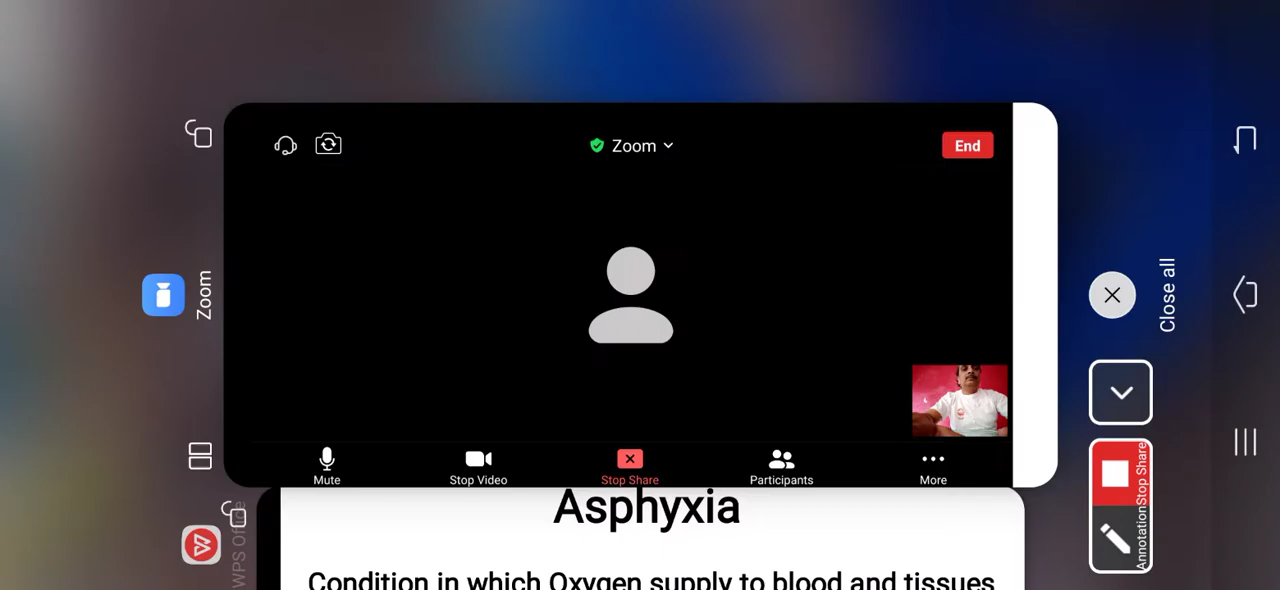 Zoom
End
Zoom
Close all
Mute
Stop Video
Stop Share
Participants
More
Stop Share
Annotation
WPS Office
Asphyxia
Condition in which Oxygen supply to blood and tissues